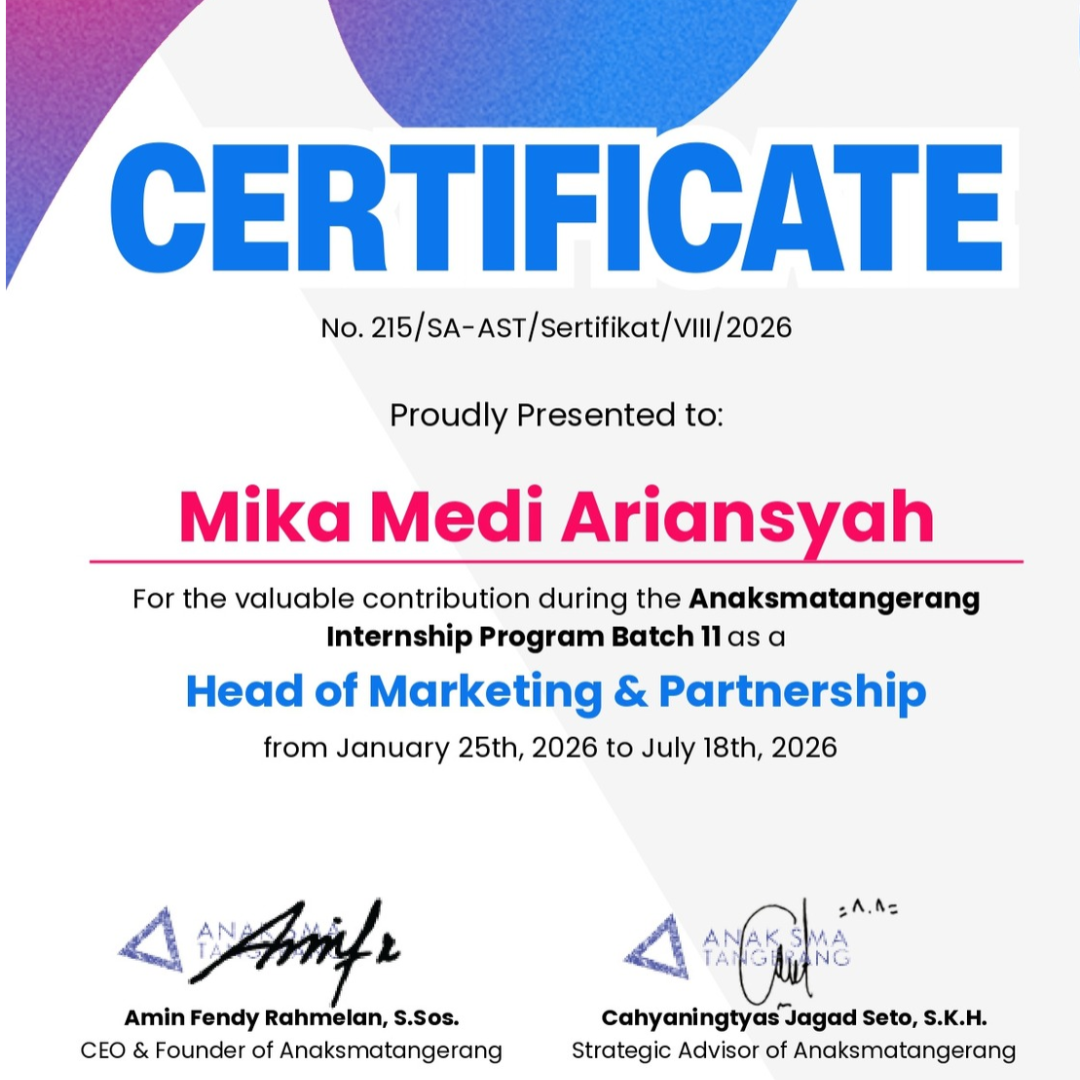 CERTIFICATE
No. 215/SA-AST/Sertifikat/VIII/2026
Proudly Presented to:
Mika Medi Ariansyah
For the valuable contribution during the Anaksmatangerang
Internship Program Batch 11 as a
Head of Marketing & Partnership
from January 25th, 2026 to July 18th, 2026
ANAK SMA
TANGERANG
Amin Fendy Rahmelan, S.Sos.
CEO & Founder of Anaksmatangerang
ANAK SMA
TANGERANG
Cahyaningtyas Jagad Seto, S.K.H.
Strategic Advisor of Anaksmatangerang